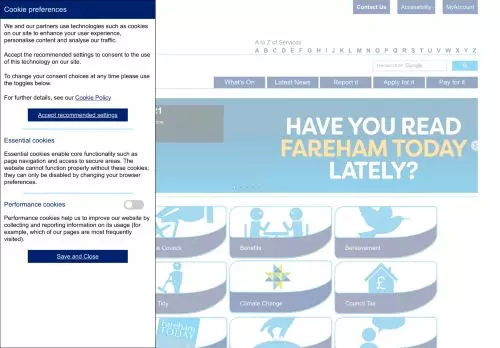 Cookie preferences
We and our partners use technologies such as cookies
on our site to enhance your user experience,
personalise content and analyse our traffic.
Accept the recommended settings to consent to the use
of this technology on our site.
To change your consent choices at any time please use
the toggles below.
For further details, see our Cookie Policy
Accept recommended settings
Essential cookies
Essential cookies enable core functionality such as
page navigation and access to secure areas. The
website cannot function properly without these cookies;
they can only be disabled by changing your browser
preferences.
Performance cookies
Performance cookies help us to improve our website by
collecting and reporting information on its usage (for
example, which of our pages are most frequently
visited).
Save and Close
Contact Us
Accessibility
MyAccount
A to Z of Services
A B C D E F G H I J K L M N O P Q R S T U V W X Y Z
Google
What's On
Latest News
Report it
Apply for it
Pay for it
21
HAVE YOU READ
FAREHAM TODAY
LATELY?
Benefits
Bereavement
Tidy
Climate Change
Council Tax
Fareham
TODAY